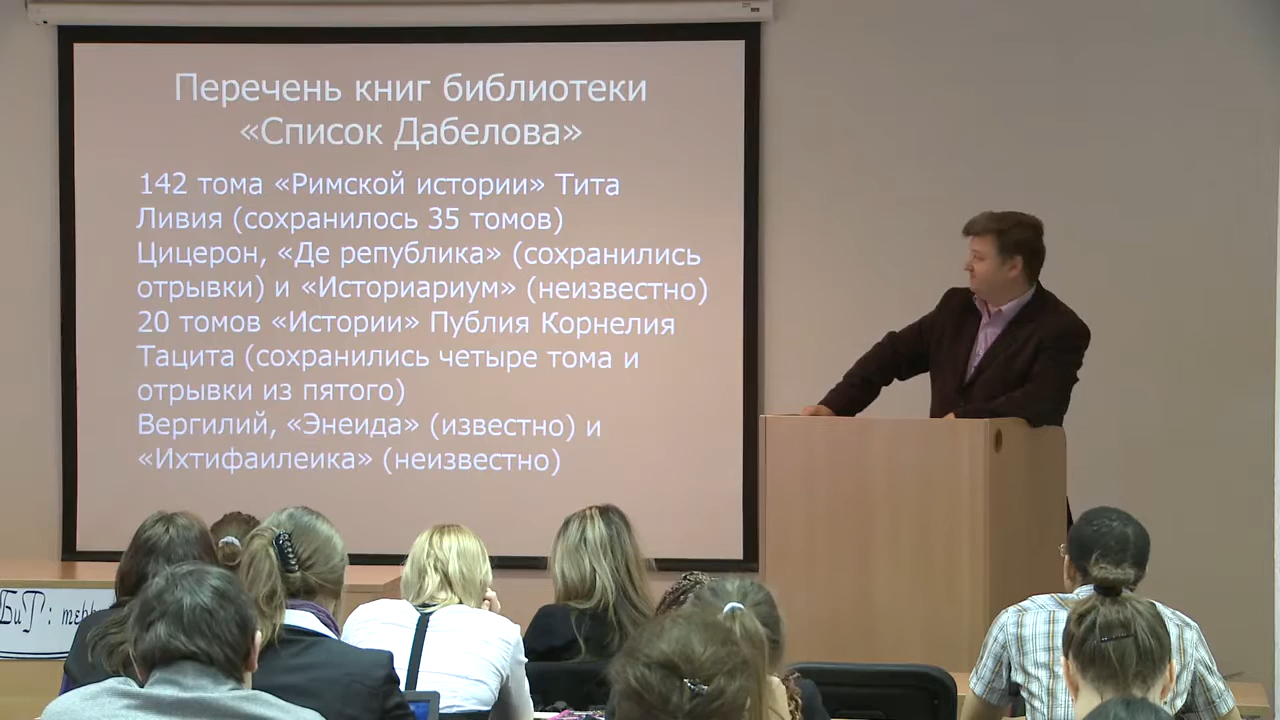 Перечень книг библиотеки
«Список Дабелова»
142 тома «Римской истории» Тита
Ливия (сохранилось 35 томов)
Цицерон, «Де република» (сохранились
отрывки) и «Историариум» (неизвестно)
20 томов «Истории» Публия Корнелия
Тацита (сохранились четыре тома и
отрывки из пятого)
Вергилий, «Энеида» (известно) и
«Ихтифаилеика» (неизвестно)
БиГ: